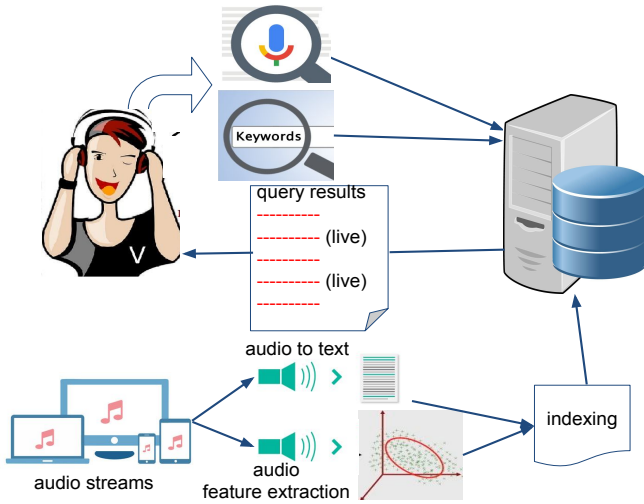 Keywords
query results
---------- 
---------- (live)
----------
---------- (live)
----------
V
audio to text
indexing
audio streams
audio
feature extraction